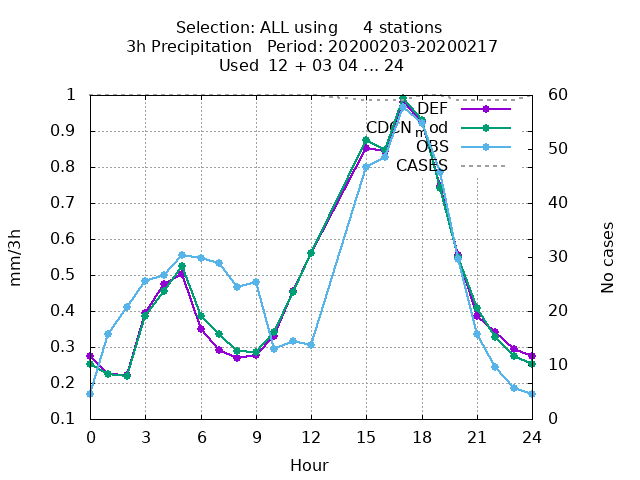 Selection: ALL using     4 stations
3h Precipitation   Period: 20200203-20200217
Used  12 + 03 04 ... 24
1
0.9
0.8
0.7
0.6
0.5
0.4
0.3
0.2
0.1
60
50
40
30
20
10
0
DEF
CDCN_mod
OBS
CASES
mm/3h
No cases
0 3 6 9 12 15 18 21 24
Hour